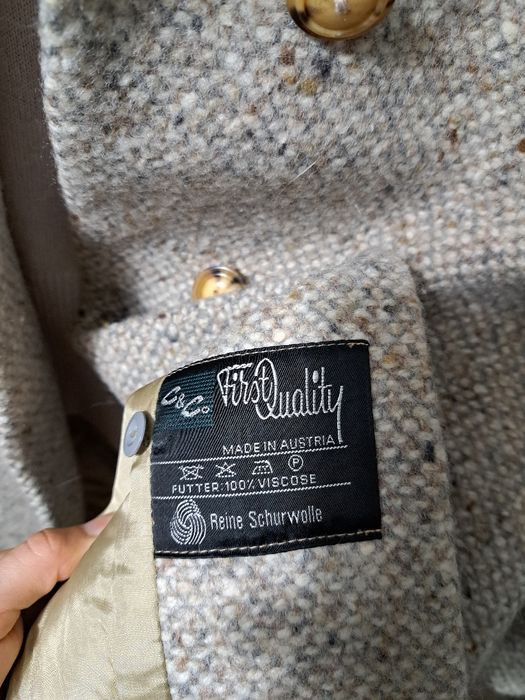 C&Co
First Quality
MADE IN AUSTRIA
P
FUTTER: 100% VISCOSE
Reine Schurwolle